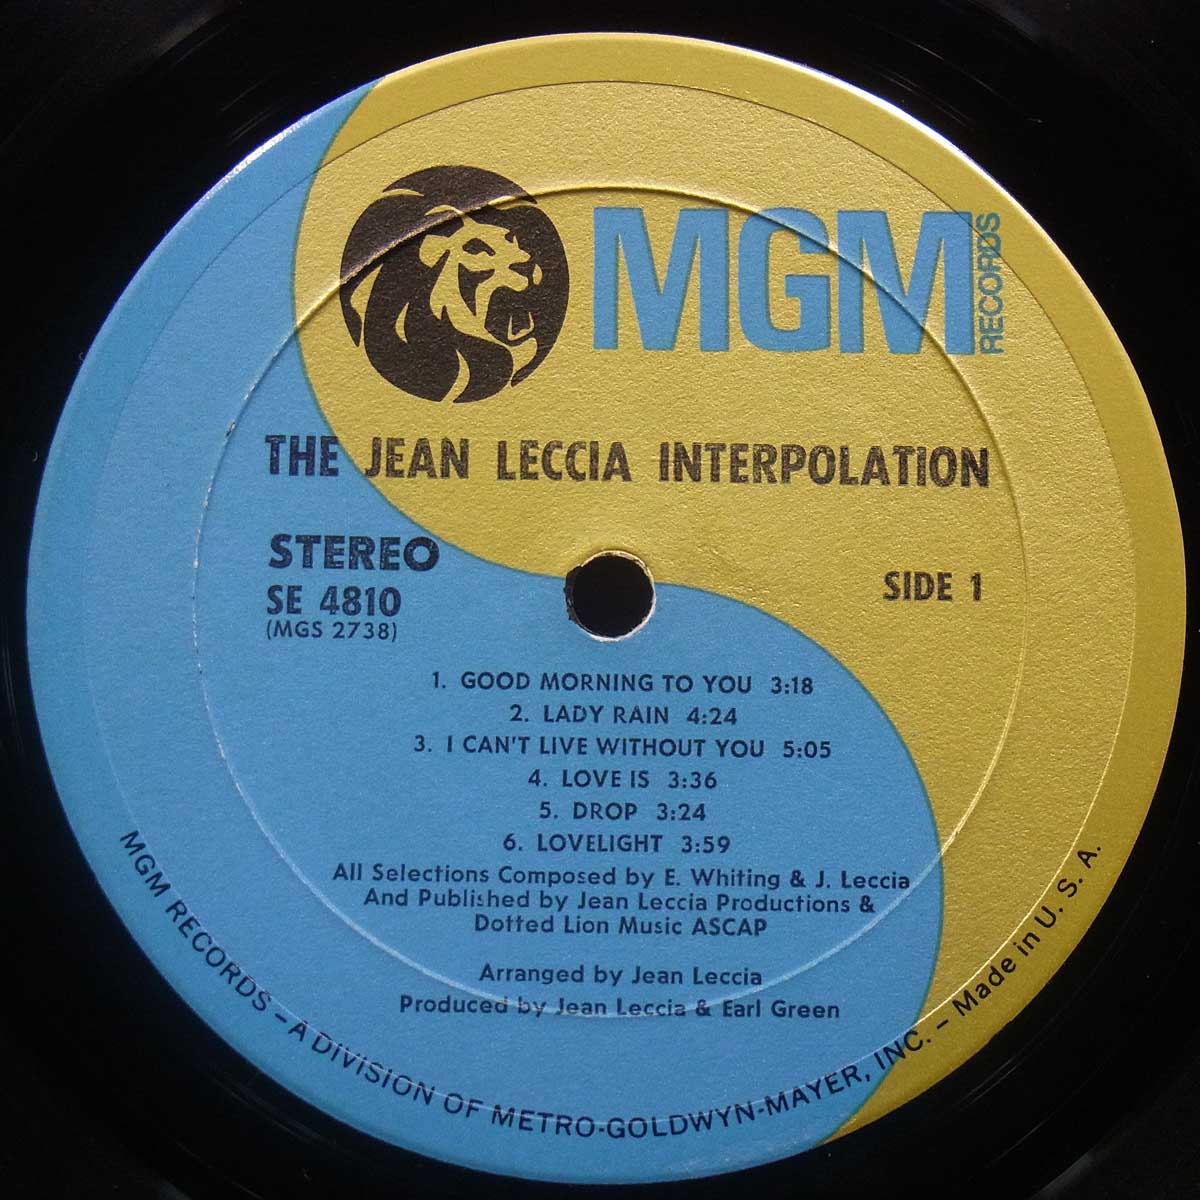 MGM
RECORDS
THE JEAN LECCIA INTERPOLATION
STEREO
SE 4810
(MGS 2738)
SIDE 1
1. GOOD MORNING TO YOU 3:18
2. LADY RAIN 4:24
3. I CAN'T LIVE WITHOUT YOU 5:05
4. LOVE IS 3:36
5. DROP 3:24
6. LOVELIGHT 3:59
All Selections Composed by E. Whiting & J. Leccia
And Published by Jean Leccia Productions &
Dotted Lion Music ASCAP
Arranged by Jean Leccia
Produced by Jean Leccia & Earl Green
MGM RECORDS – A DIVISION OF METRO-GOLDWYN-MAYER, INC. – Made in U. S. A.